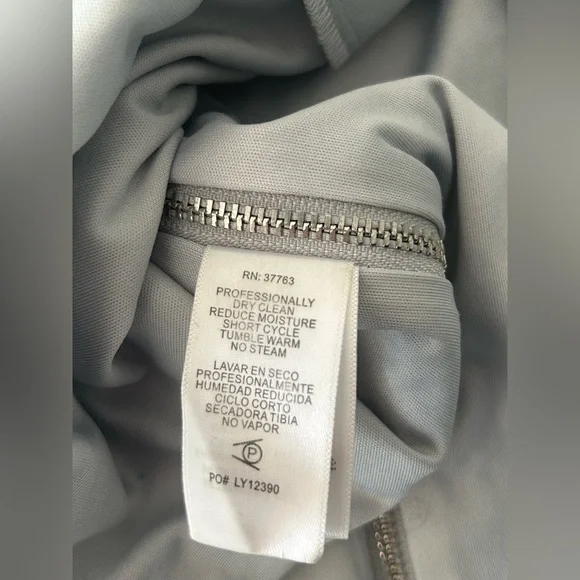 RN: 37763
PROFESSIONALLY
DRY CLEAN
REDUCE MOISTURE
SHORT CYCLE
TUMBLE WARM
NO STEAM
LAVAR EN SECO
PROFESIONALMENTE
HUMEDAD REDUCIDA
CICLO CORTO
SECADORA TIBIA
NO VAPOR
P
PO# LY12390